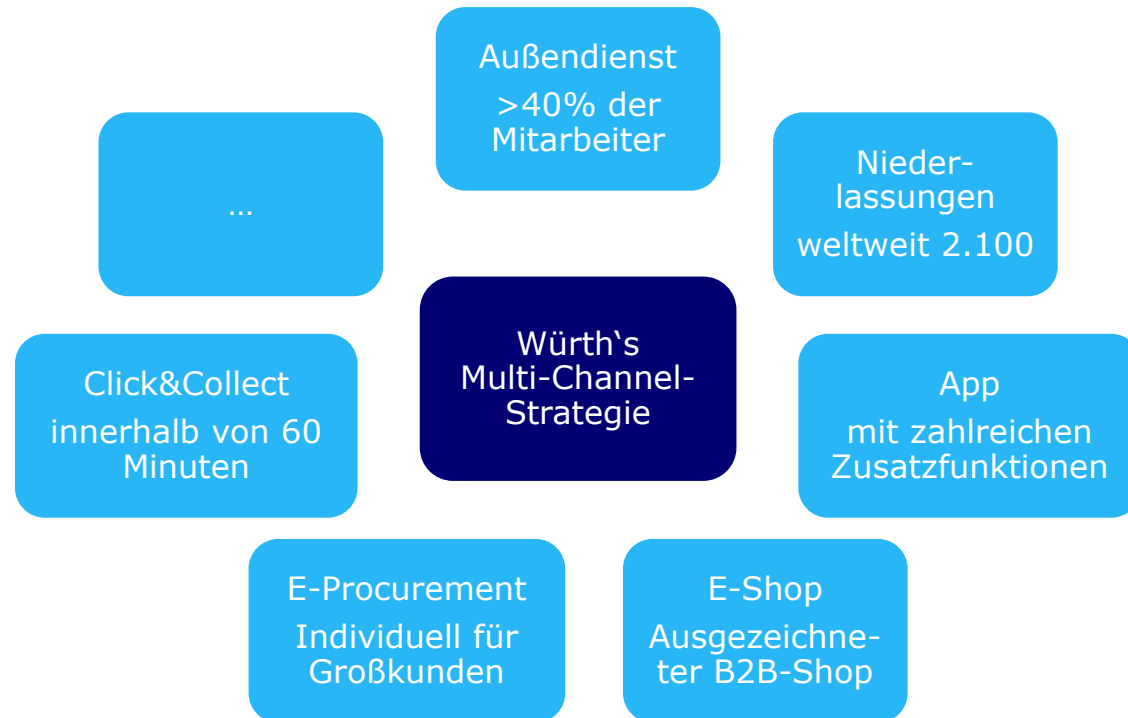 Außendienst
>40% der
Mitarbeiter
Nieder-
lassungen
weltweit 2.100
App
mit zahlreichen
Zusatzfunktionen
E-Shop
Ausgezeichne-
ter B2B-Shop
E-Procurement
Individuell für
Großkunden
Click&Collect
innerhalb von 60
Minuten
…
Würth‘s
Multi-Channel-
Strategie